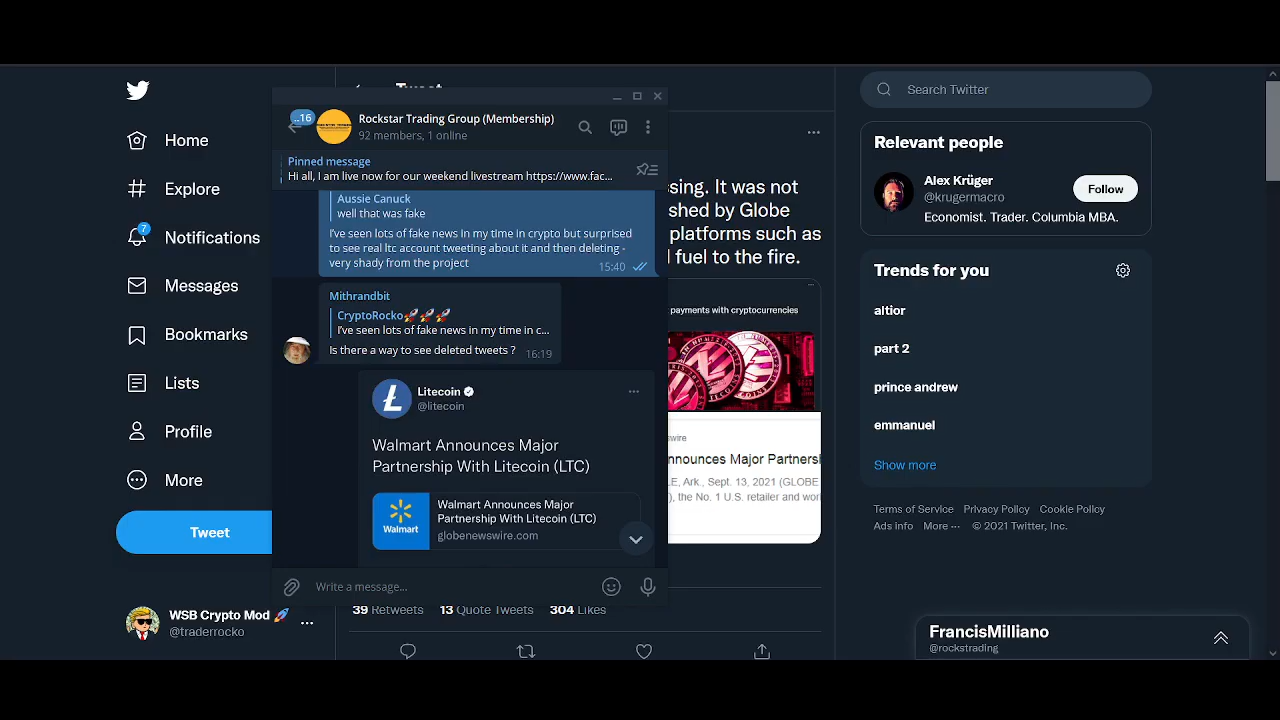 Home
Explore
7
Notifications
Messages
Bookmarks
Lists
Profile
More
Tweet
WSB Crypto Mod 🚀
@traderrocko
Tweet
..16
Rockstar Trading Group (Membership)
92 members, 1 online
Pinned message
Hi all, I am live now for our weekend livestream https://www.fac...
Aussie Canuck
well that was fake
I've seen lots of fake news in my time in crypto but surprised
to see real ltc account tweeting about it and then deleting -
very shady from the project
15:40
Mithrandbit
CryptoRocko🚀🚀🚀
I've seen lots of fake news in my time in c...
Is there a way to see deleted tweets ?
16:19
Litecoin
@litecoin
Walmart Announces Major
Partnership With Litecoin (LTC)
Walmart
Walmart Announces Major
Partnership With Litecoin (LTC)
globenewswire.com
Write a message...
sing. It was not
shed by Globe
platforms such as
fuel to the fire.
payments with cryptocurrencies
wire
nnounces Major Partnersh
LE, Ark., Sept. 13, 2021 (GLOBE
), the No. 1 U.S. retailer and wor
39 Retweets 13 Quote Tweets 304 Likes
Search Twitter
Relevant people
Alex Krüger
@krugermacro
Follow
Economist. Trader. Columbia MBA.
Trends for you
altior
part 2
prince andrew
emmanuel
Show more
Terms of Service Privacy Policy Cookie Policy
Ads info More ··· © 2021 Twitter, Inc.
FrancisMilliano
@rockstrading